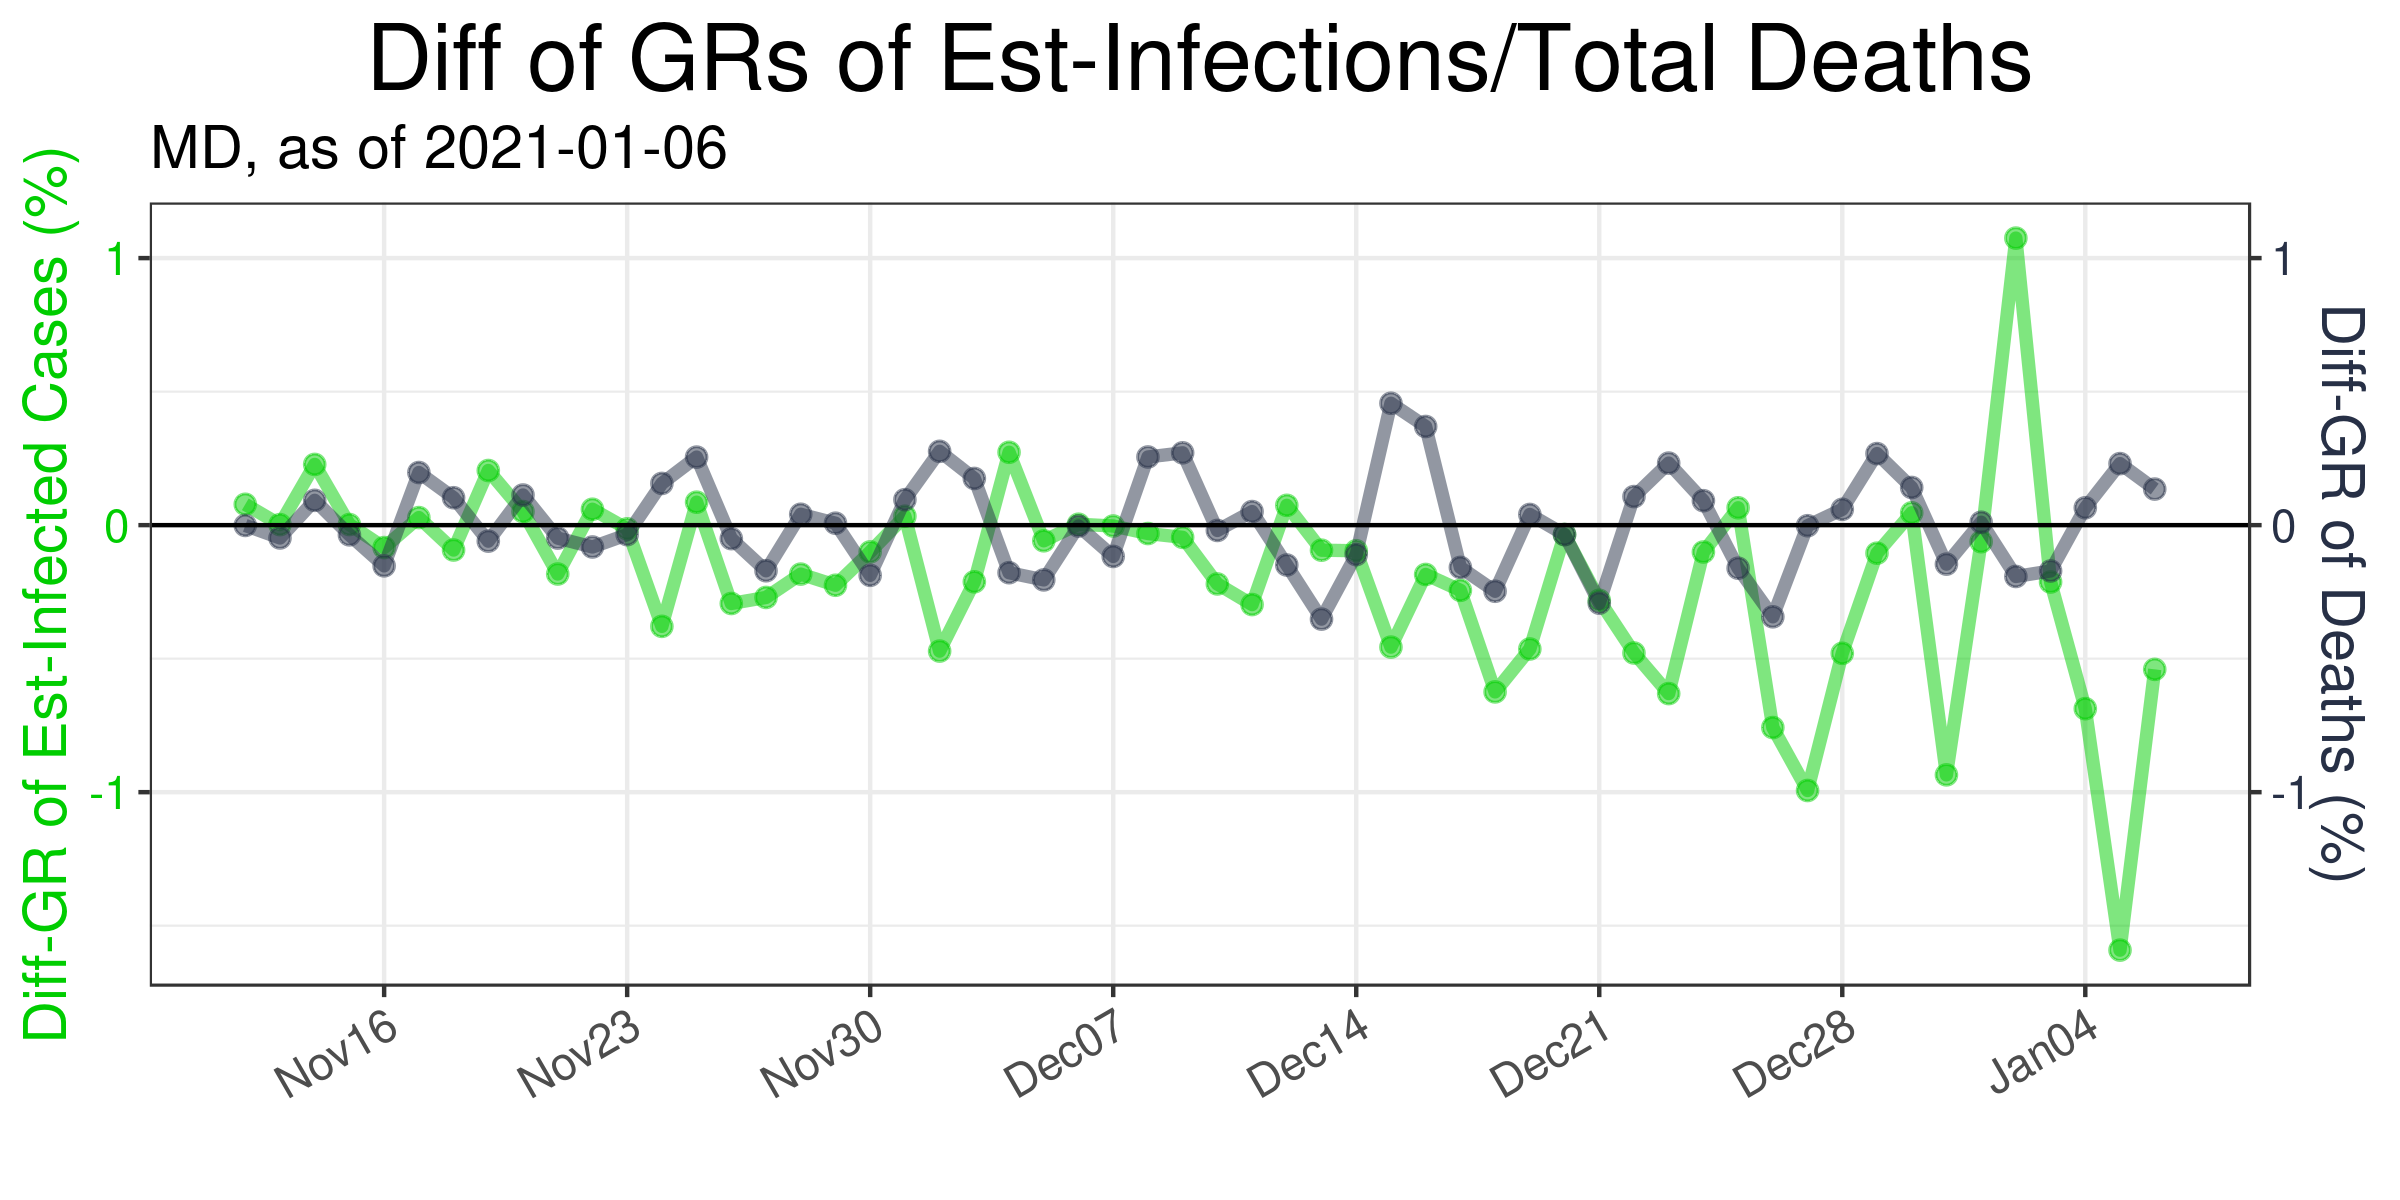 Diff of GRs of Est-Infections/Total Deaths
MD, as of 2021-01-06
Diff-GR of Est-Infected Cases (%)
1
0
-1
1
0
-1
Diff-GR of Deaths (%)
Nov16
Nov23
Nov30
Dec07
Dec14
Dec21
Dec28
Jan04